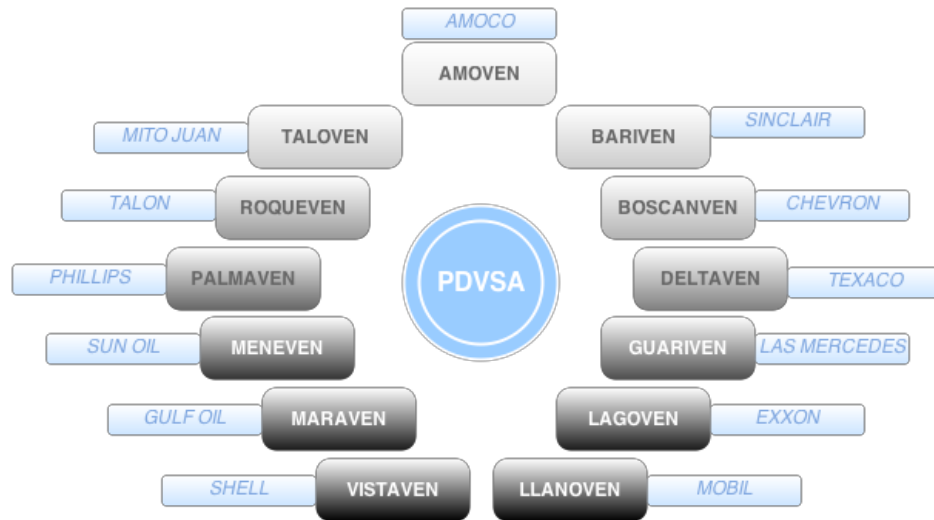 AMOCO
AMOVEN
MITO JUAN
TALOVEN
BARIVEN
SINCLAIR
TALON
ROQUEVEN
BOSCANVEN
CHEVRON
PHILLIPS
PALMAVEN
PDVSA
DELTAVEN
TEXACO
SUN OIL
MENEVEN
GUARIVEN
LAS MERCEDES
GULF OIL
MARAVEN
LAGOVEN
EXXON
SHELL
VISTAVEN
LLANOVEN
MOBIL